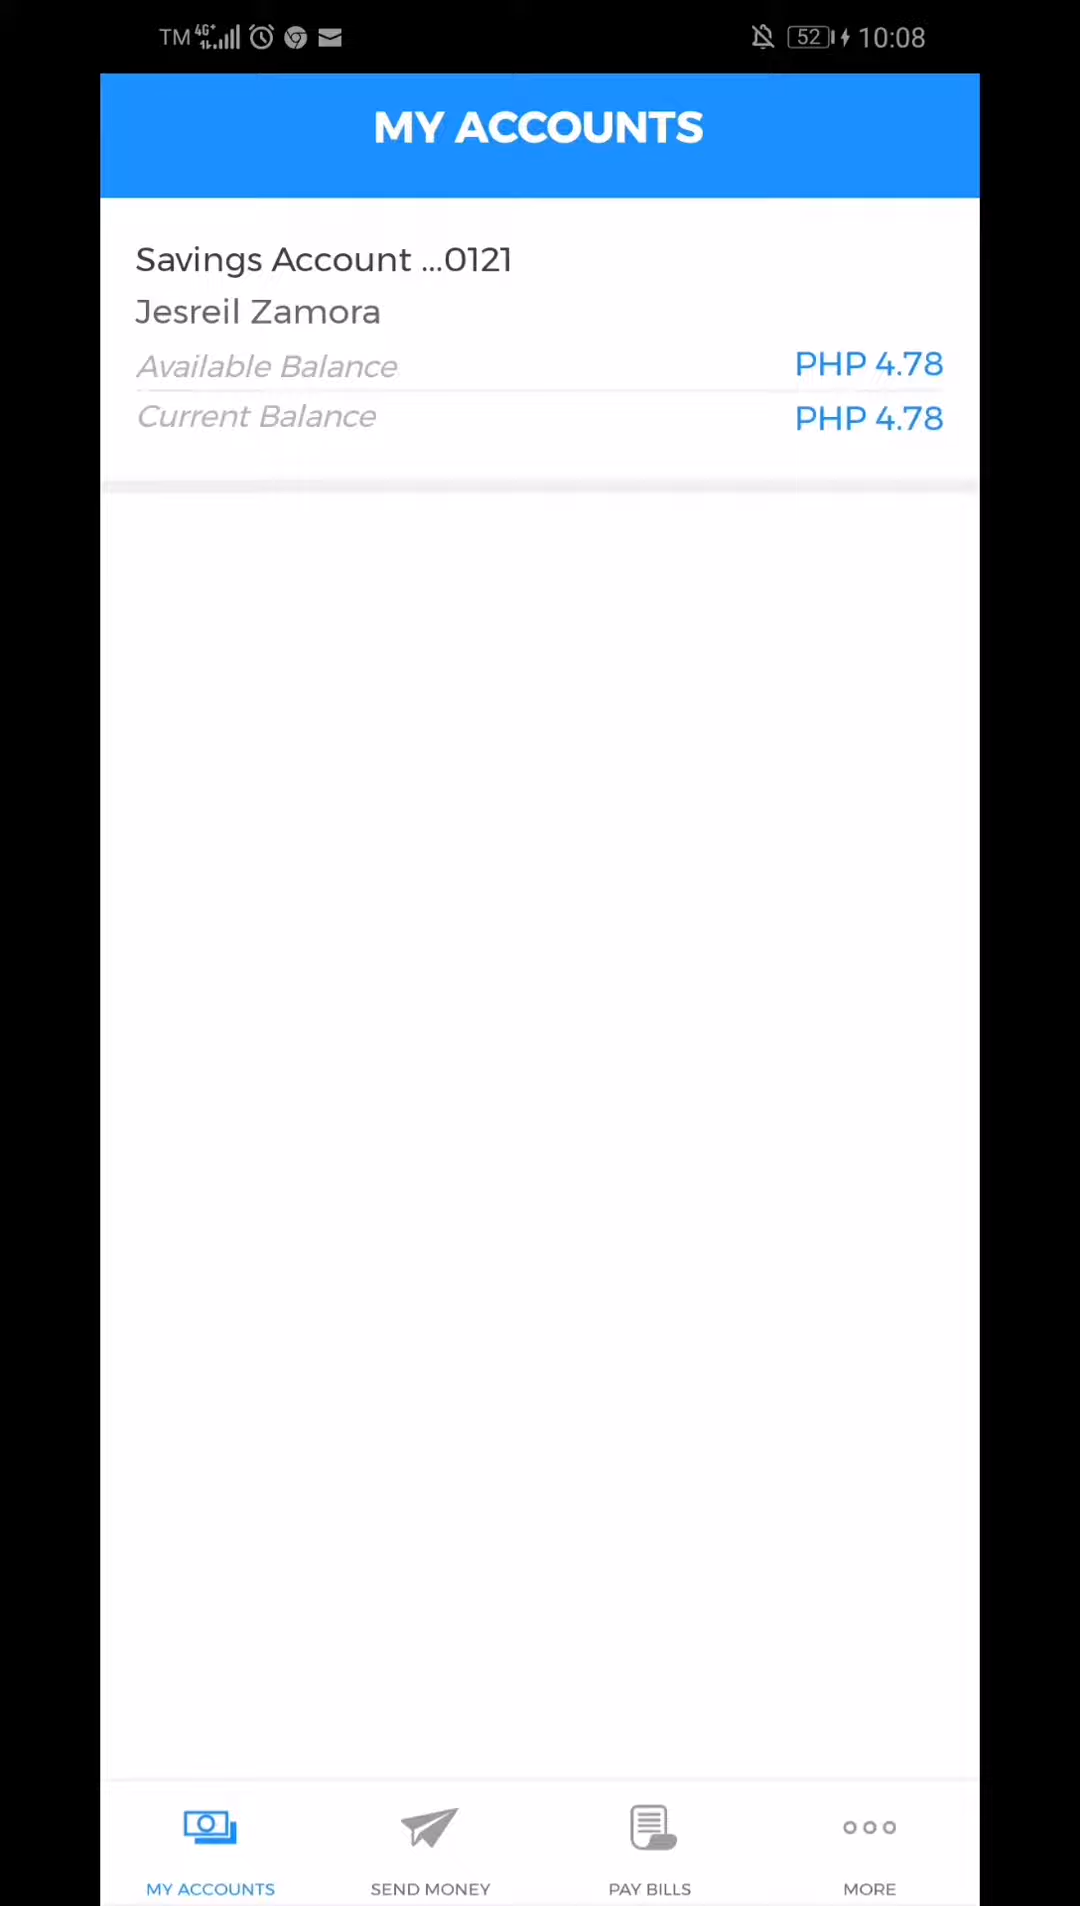 TM 4G+ 52 10:08
MY ACCOUNTS
Savings Account ...0121
Jesreil Zamora
Available Balance PHP 4.78
Current Balance PHP 4.78
MY ACCOUNTS SEND MONEY PAY BILLS MORE